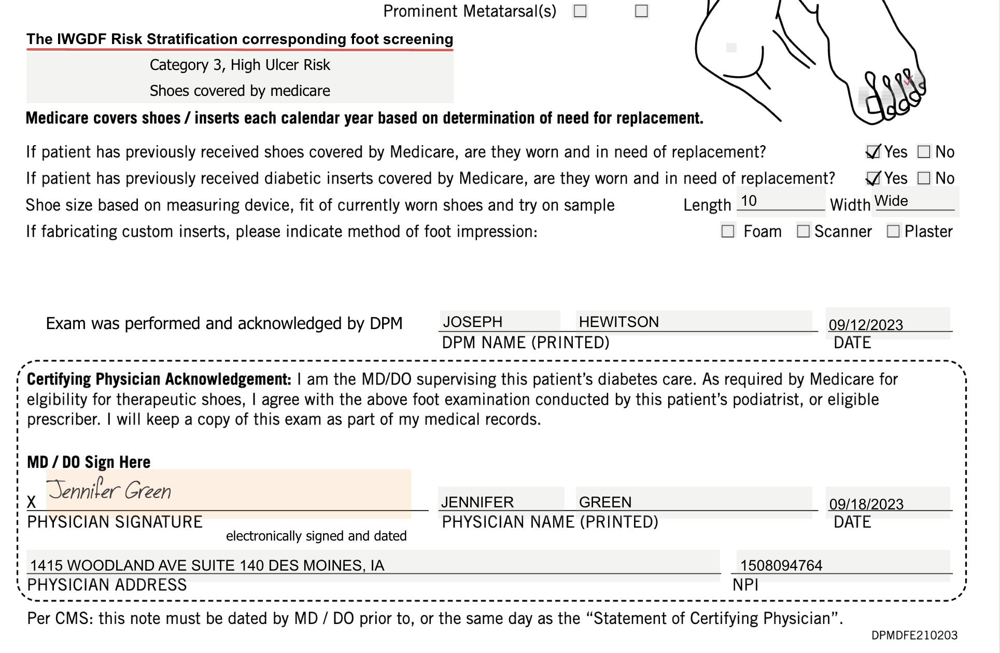 Prominent Metatarsal(s)
The IWGDF Risk Stratification corresponding foot screening
Category 3, High Ulcer Risk
Shoes covered by medicare
Medicare covers shoes / inserts each calendar year based on determination of need for replacement.
If patient has previously received shoes covered by Medicare, are they worn and in need of replacement? Yes No
If patient has previously received diabetic inserts covered by Medicare, are they worn and in need of replacement? Yes No
Shoe size based on measuring device, fit of currently worn shoes and try on sample Length 10 Width Wide
If fabricating custom inserts, please indicate method of foot impression: Foam Scanner Plaster
Exam was performed and acknowledged by DPM JOSEPH HEWITSON 09/12/2023
DPM NAME (PRINTED) DATE
Certifying Physician Acknowledgement: I am the MD/DO supervising this patient's diabetes care. As required by Medicare for
elgibility for therapeutic shoes, I agree with the above foot examination conducted by this patient's podiatrist, or eligible
prescriber. I will keep a copy of this exam as part of my medical records.
MD / DO Sign Here
X Jennifer Green JENNIFER GREEN 09/18/2023
PHYSICIAN SIGNATURE PHYSICIAN NAME (PRINTED) DATE
electronically signed and dated
1415 WOODLAND AVE SUITE 140 DES MOINES, IA 1508094764
PHYSICIAN ADDRESS NPI
Per CMS: this note must be dated by MD / DO prior to, or the same day as the “Statement of Certifying Physician”.
DPMDFE210203